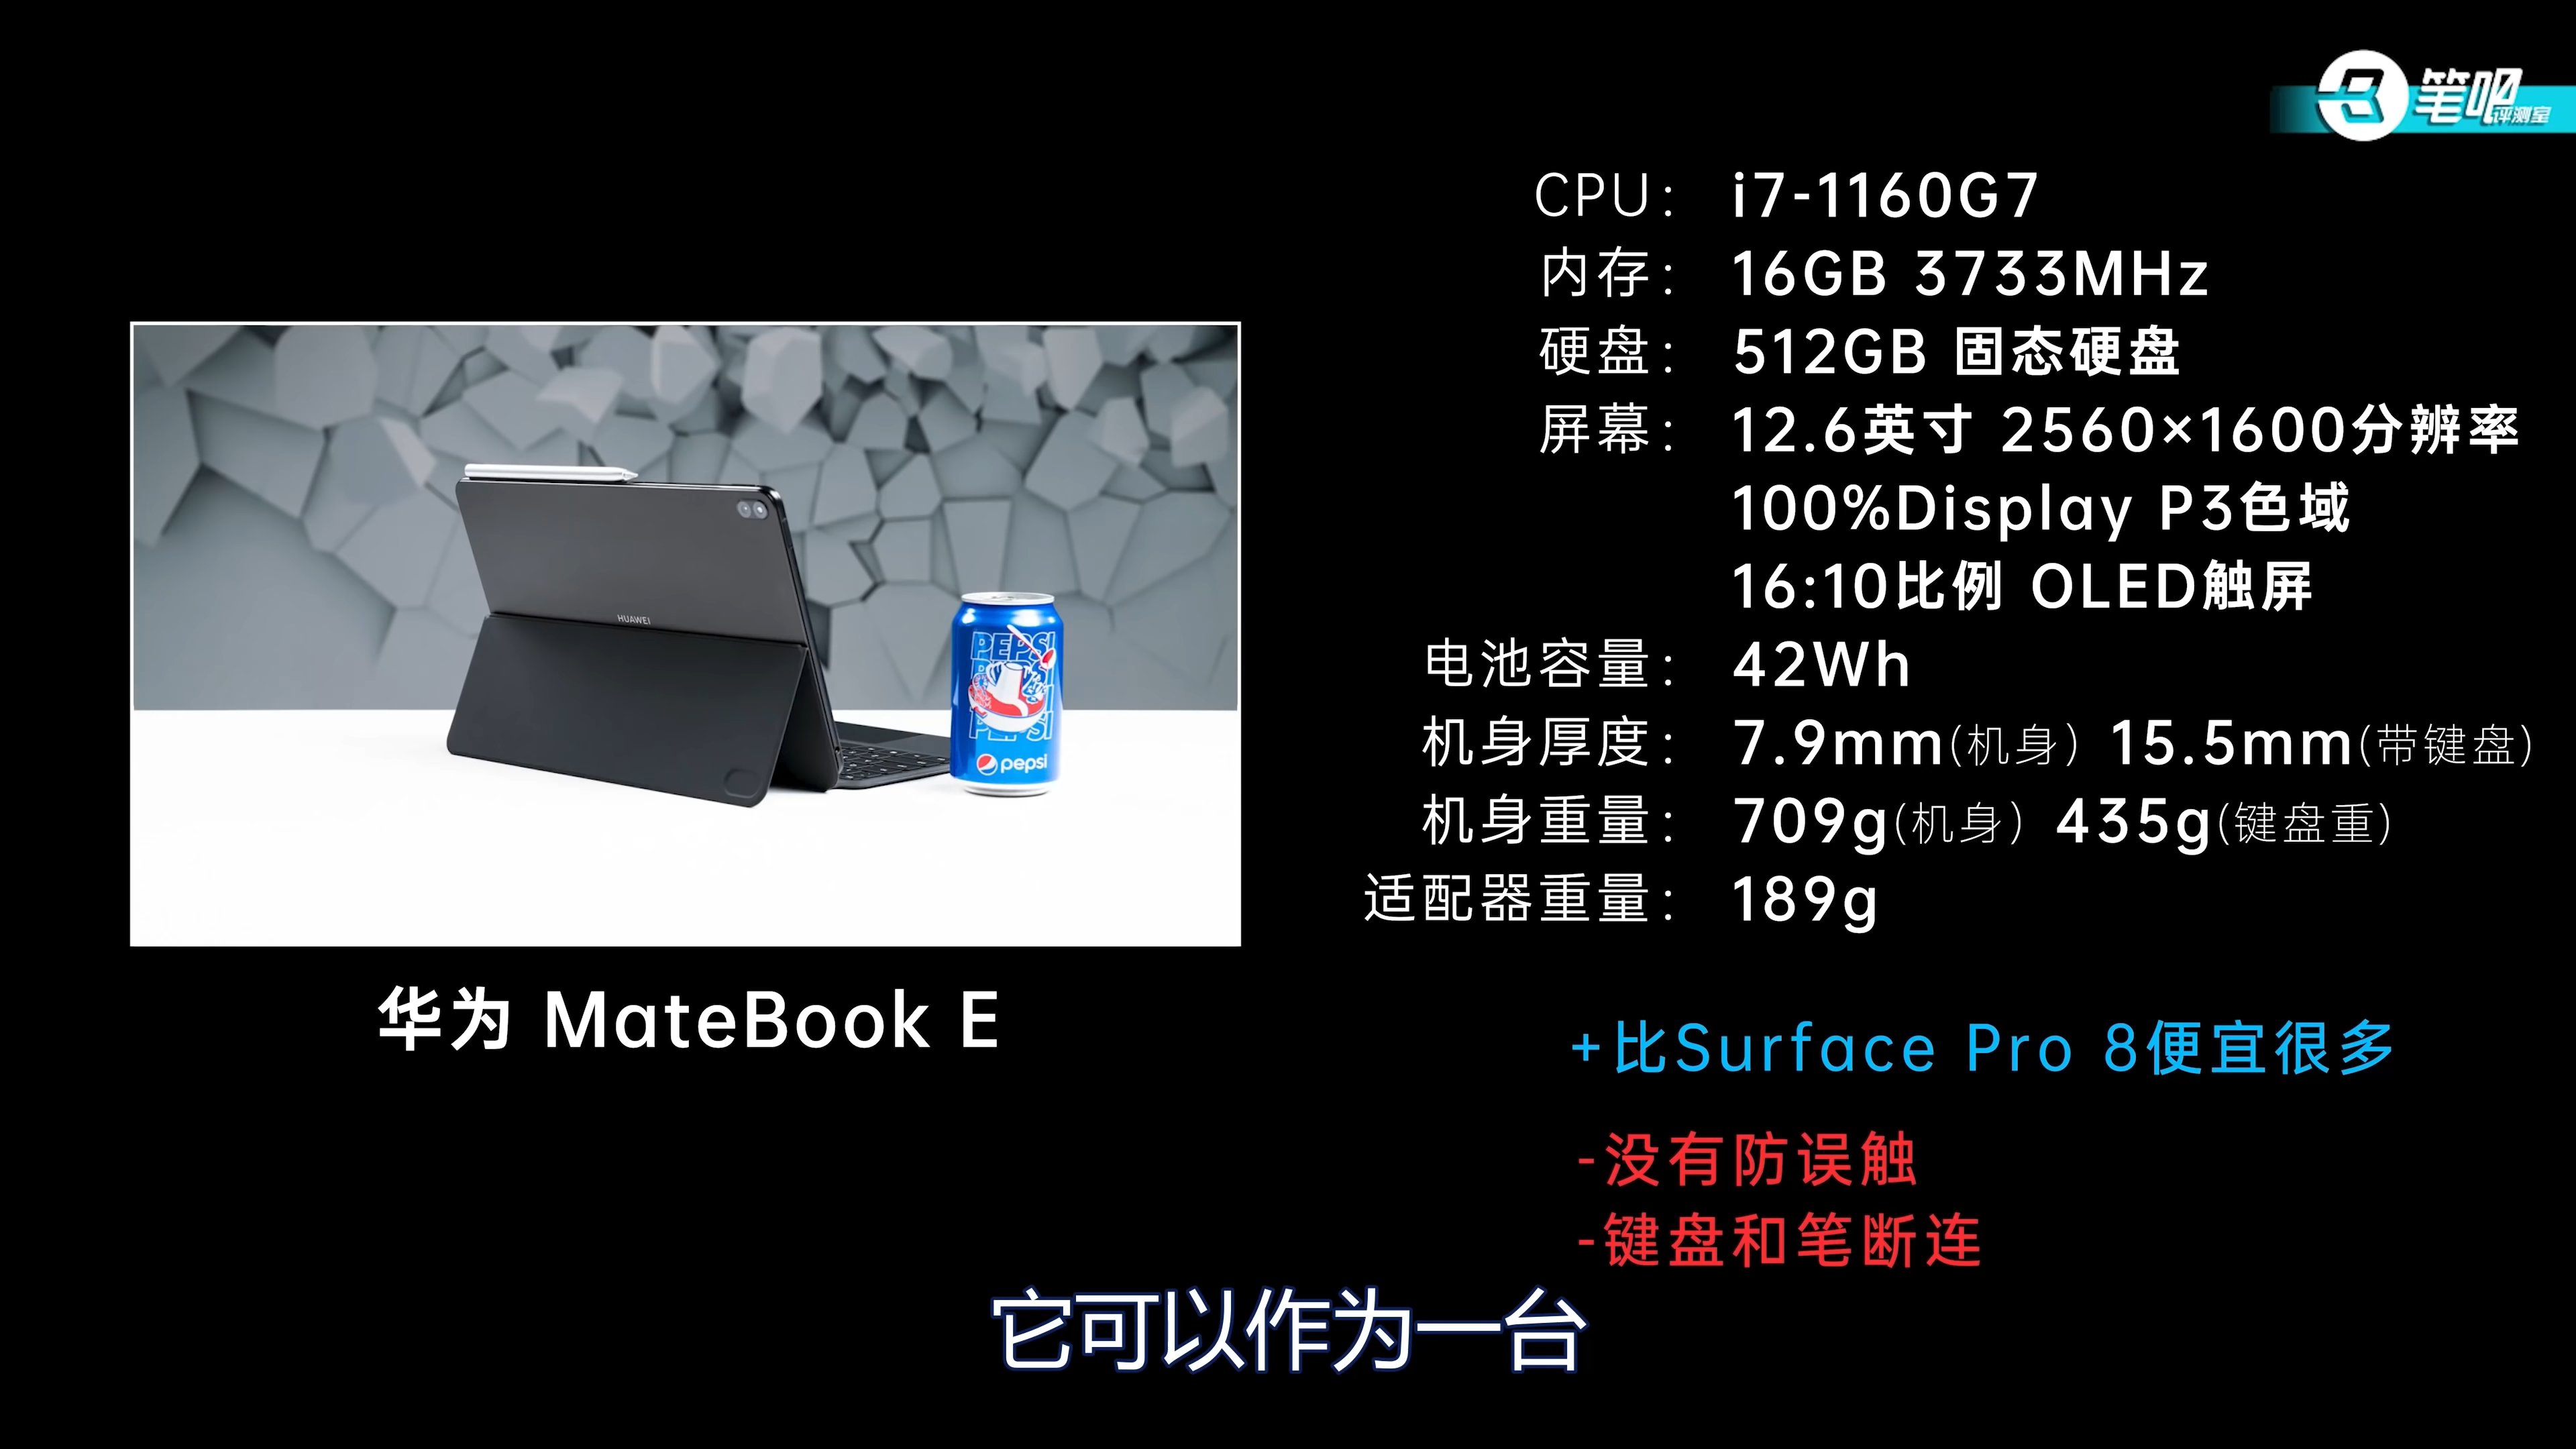 笔吧评测室
CPU： i7-1160G7
内存： 16GB 3733MHz
硬盘： 512GB 固态硬盘
屏幕： 12.6英寸 2560×1600分辨率
100%Display P3色域
16:10比例 OLED触屏
电池容量： 42Wh
机身厚度： 7.9mm(机身) 15.5mm(带键盘)
机身重量： 709g(机身) 435g(键盘重)
适配器重量： 189g
HUAWEI
PEPSI
PEPSI
pepsi
华为 MateBook E
+比Surface Pro 8便宜很多
-没有防误触
-键盘和笔断连
它可以作为一台